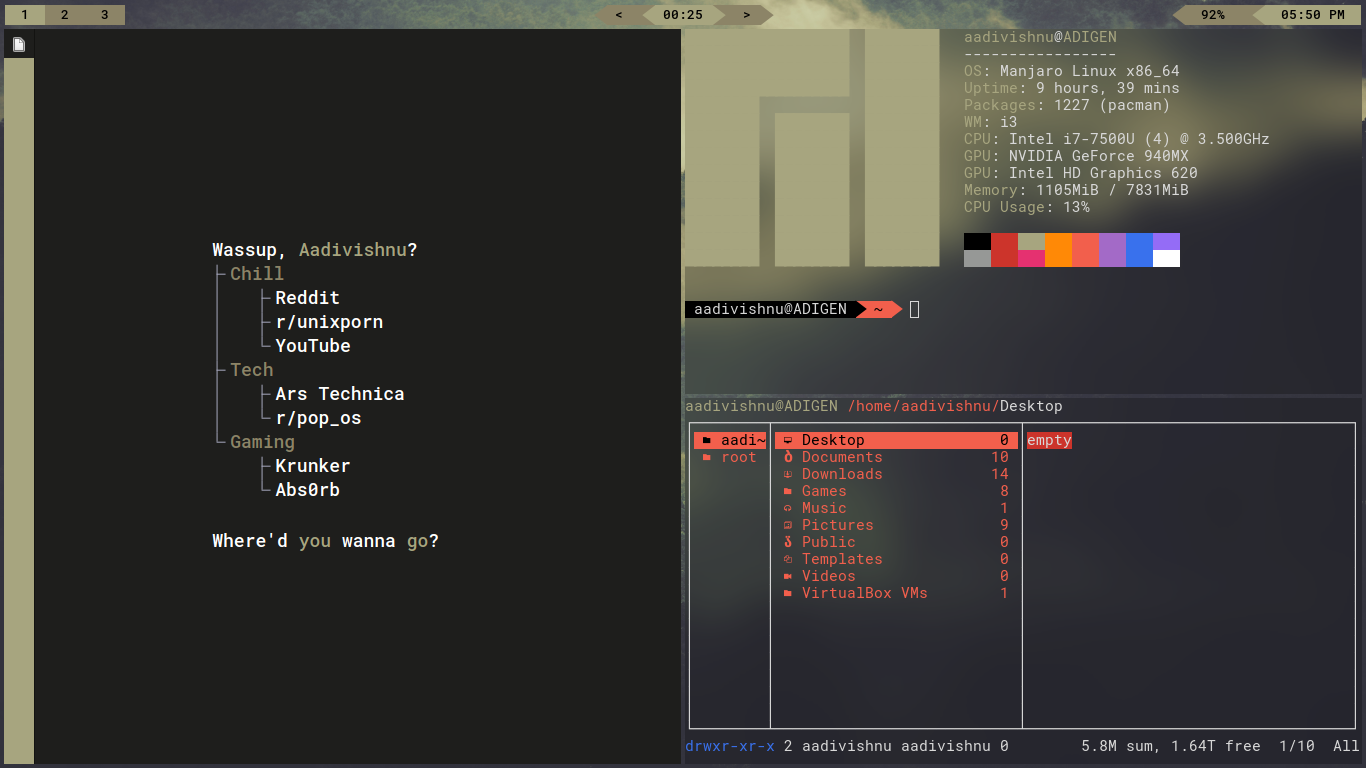 1 2 3
< 00:25 >
92% 05:50 PM
Wassup, Aadivishnu?
Chill
Reddit
r/unixporn
YouTube
Tech
Ars Technica
r/pop_os
Gaming
Krunker
Abs0rb
Where'd you wanna go?
aadivishnu@ADIGEN
-----------------
OS: Manjaro Linux x86_64
Uptime: 9 hours, 39 mins
Packages: 1227 (pacman)
WM: i3
CPU: Intel i7-7500U (4) @ 3.500GHz
GPU: NVIDIA GeForce 940MX
GPU: Intel HD Graphics 620
Memory: 1105MiB / 7831MiB
CPU Usage: 13%
aadivishnu@ADIGEN ~
aadivishnu@ADIGEN /home/aadivishnu/Desktop
aadi~ Desktop 0 empty
root Documents 10
Downloads 14
Games 8
Music 1
Pictures 9
Public 0
Templates 0
Videos 0
VirtualBox VMs 1
drwxr-xr-x 2 aadivishnu aadivishnu 0 5.8M sum, 1.64T free 1/10 All